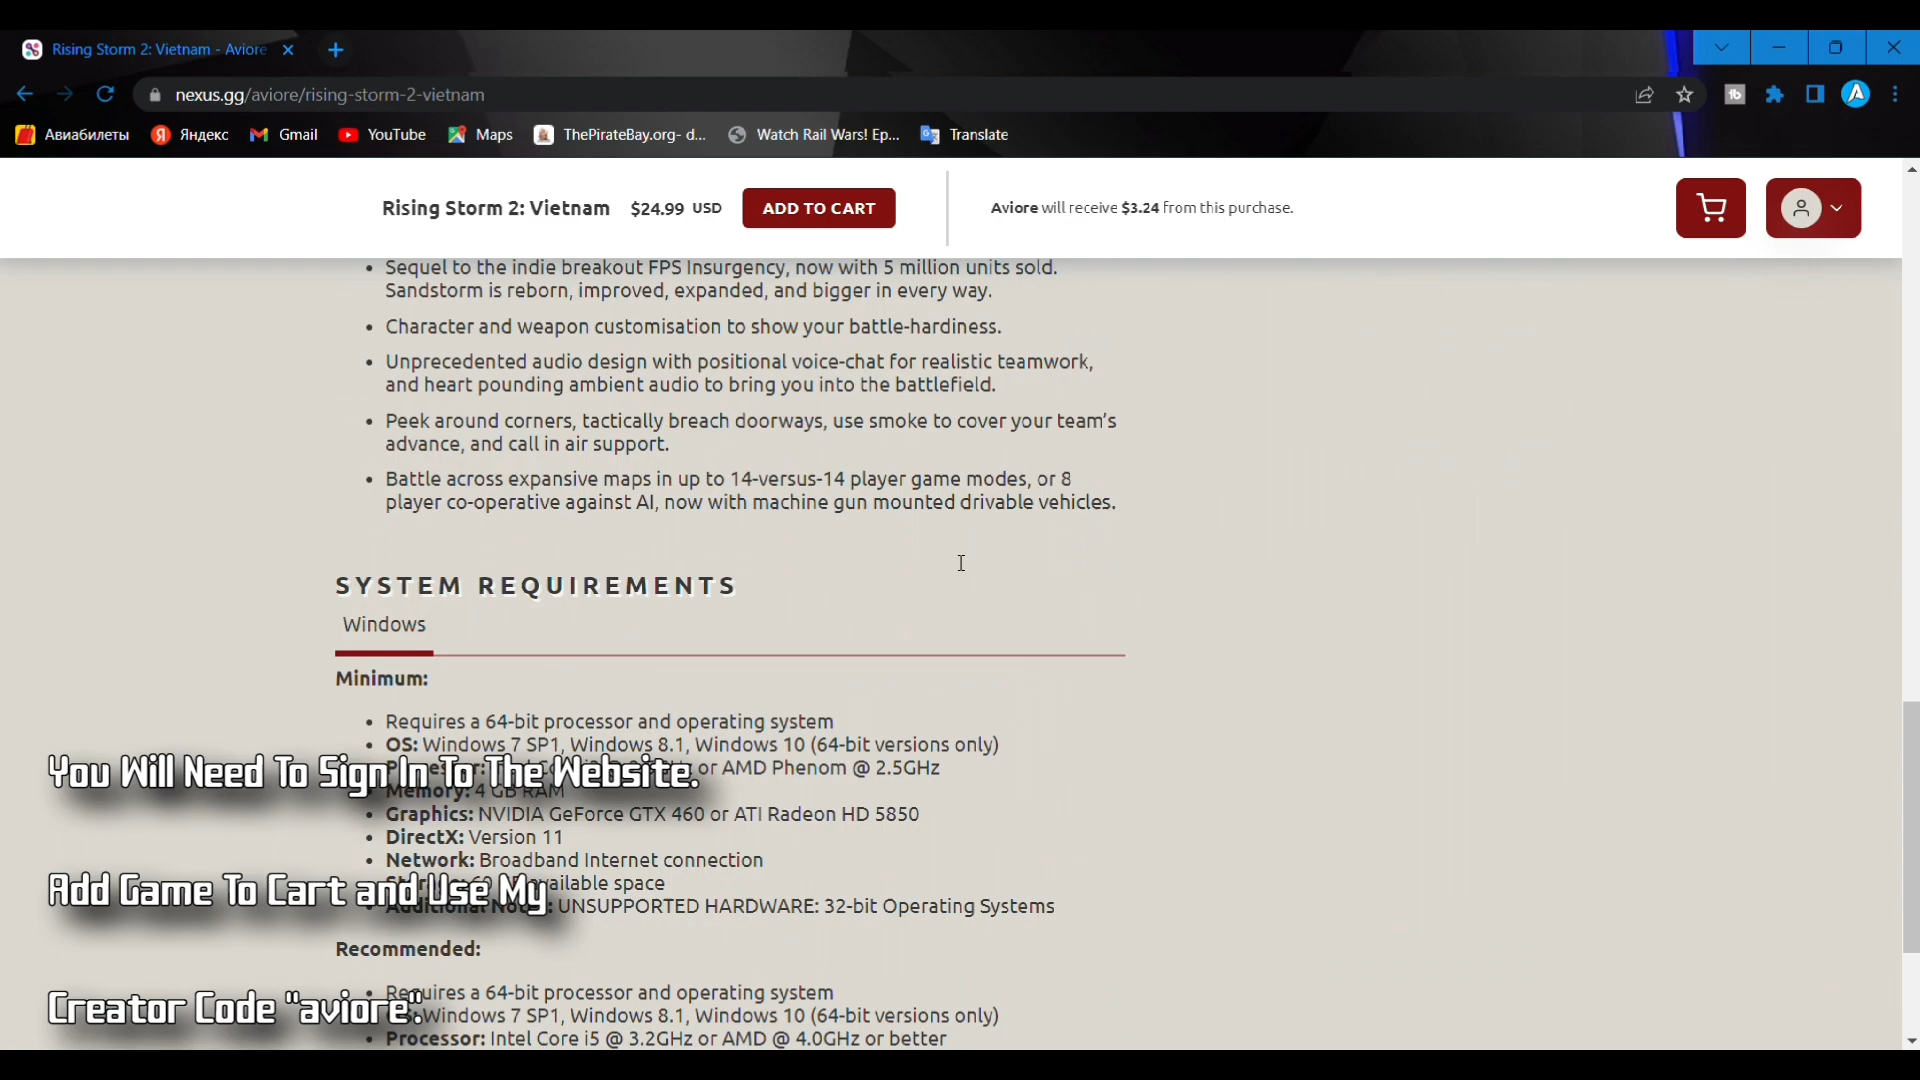 Rising Storm 2: Vietnam - Aviore
nexus.gg/aviore/rising-storm-2-vietnam
Авиабилеты
Яндекс
Gmail
YouTube
Maps
ThePirateBay.org- d...
Watch Rail Wars! Ep...
Translate
Rising Storm 2: Vietnam $24.99 USD ADD TO CART
Aviore will receive $3.24 from this purchase.
• Sequel to the indie breakout FPS Insurgency, now with 5 million units sold.
Sandstorm is reborn, improved, expanded, and bigger in every way.
• Character and weapon customisation to show your battle-hardiness.
• Unprecedented audio design with positional voice-chat for realistic teamwork,
and heart pounding ambient audio to bring you into the battlefield.
• Peek around corners, tactically breach doorways, use smoke to cover your team’s
advance, and call in air support.
• Battle across expansive maps in up to 14-versus-14 player game modes, or 8
player co-operative against AI, now with machine gun mounted drivable vehicles.
SYSTEM REQUIREMENTS
Windows
Minimum:
• Requires a 64-bit processor and operating system
• OS: Windows 7 SP1, Windows 8.1, Windows 10 (64-bit versions only)
or AMD Phenom @ 2.5GHz
You Will Need To Sign In To The Website.
Memory: 4 GB RAM
• Graphics: NVIDIA GeForce GTX 460 or ATI Radeon HD 5850
• DirectX: Version 11
• Network: Broadband Internet connection
available space
Add Game To Cart and Use My
Additional UNSUPPORTED HARDWARE: 32-bit Operating Systems
Recommended:
• Requires a 64-bit processor and operating system
Creator Code "aviore".
Windows 7 SP1, Windows 8.1, Windows 10 (64-bit versions only)
• Processor: Intel Core i5 @ 3.2GHz or AMD @ 4.0GHz or better